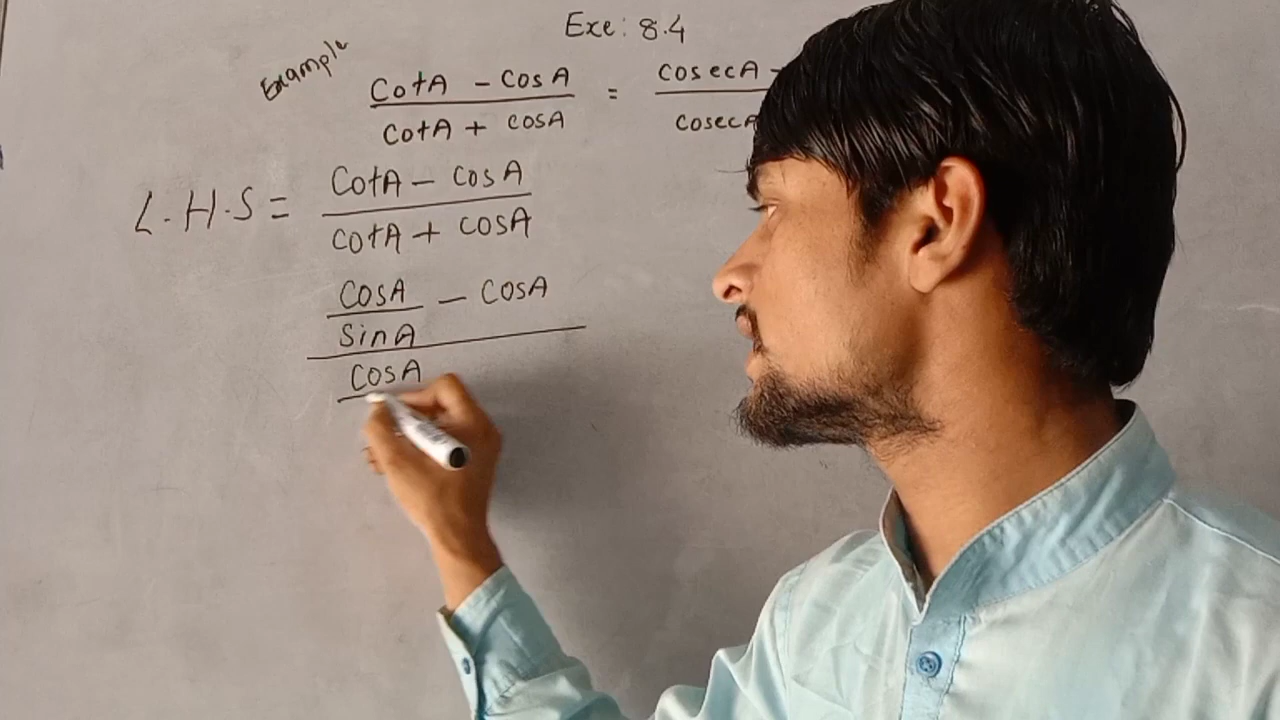 Exe: 8.4
Example
CotA - cosA = cosecA -
cotA + cosA cosecA
L.H.S = CotA - cosA
cotA + cosA
cosA - cosA
sinA
cosA